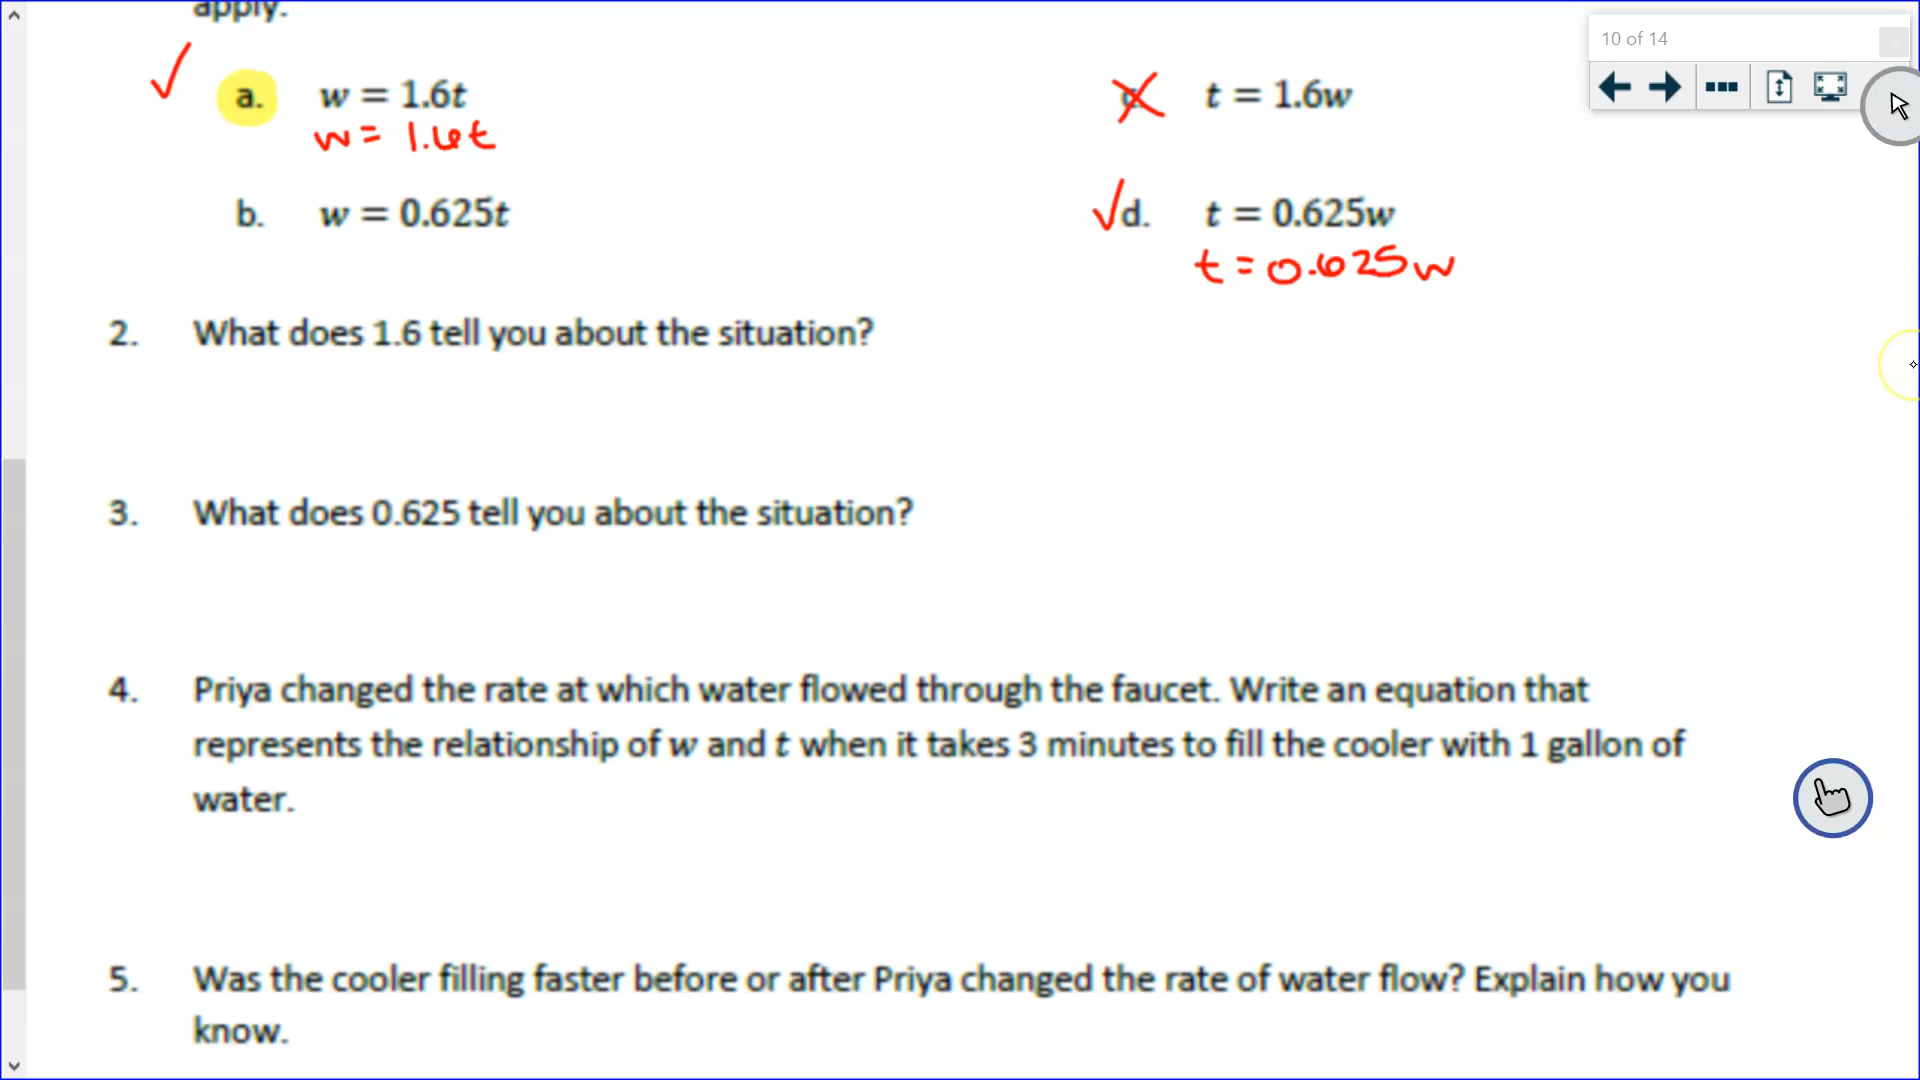 apply.
10 of 14
a. w = 1.6t
w = 1.6t
t = 1.6w
b. w = 0.625t
d. t = 0.625w
t = 0.625w
2. What does 1.6 tell you about the situation?
3. What does 0.625 tell you about the situation?
4. Priya changed the rate at which water flowed through the faucet. Write an equation that
represents the relationship of w and t when it takes 3 minutes to fill the cooler with 1 gallon of
water.
5. Was the cooler filling faster before or after Priya changed the rate of water flow? Explain how you
know.